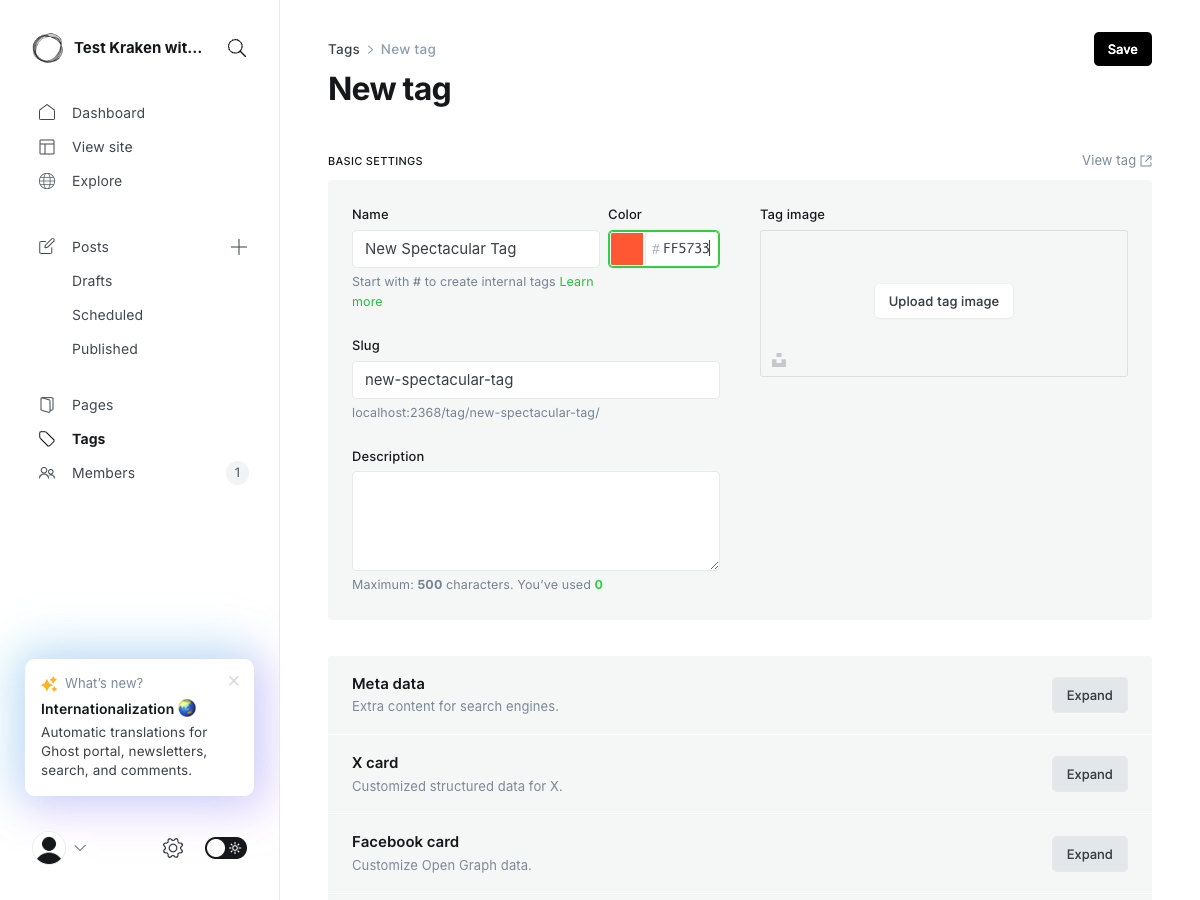 Test Kraken wit...
Dashboard
View site
Explore
Posts
Drafts
Scheduled
Published
Pages
Tags
Members
1
What's new?
Internationalization
Automatic translations for
Ghost portal, newsletters,
search, and comments.
Tags
New tag
Save
New tag
BASIC SETTINGS
View tag
Name
New Spectacular Tag
Start with # to create internal tags Learn
more
Color
# FF5733
Tag image
Upload tag image
Slug
new-spectacular-tag
localhost:2368/tag/new-spectacular-tag/
Description
Maximum: 500 characters. You've used 0
Meta data
Extra content for search engines.
Expand
X card
Customized structured data for X.
Expand
Facebook card
Customize Open Graph data.
Expand